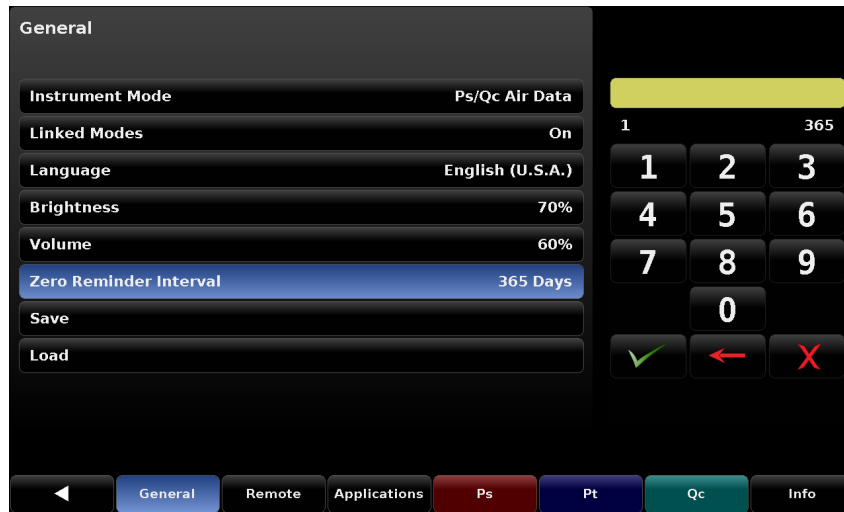 General
Instrument Mode Ps/Qc Air Data
Linked Modes On
Language English (U.S.A.)
Brightness 70%
Volume 60%
Zero Reminder Interval 365 Days
Save
Load
1 365
1 2 3
4 5 6
7 8 9
0
General Remote Applications Ps Pt Qc Info